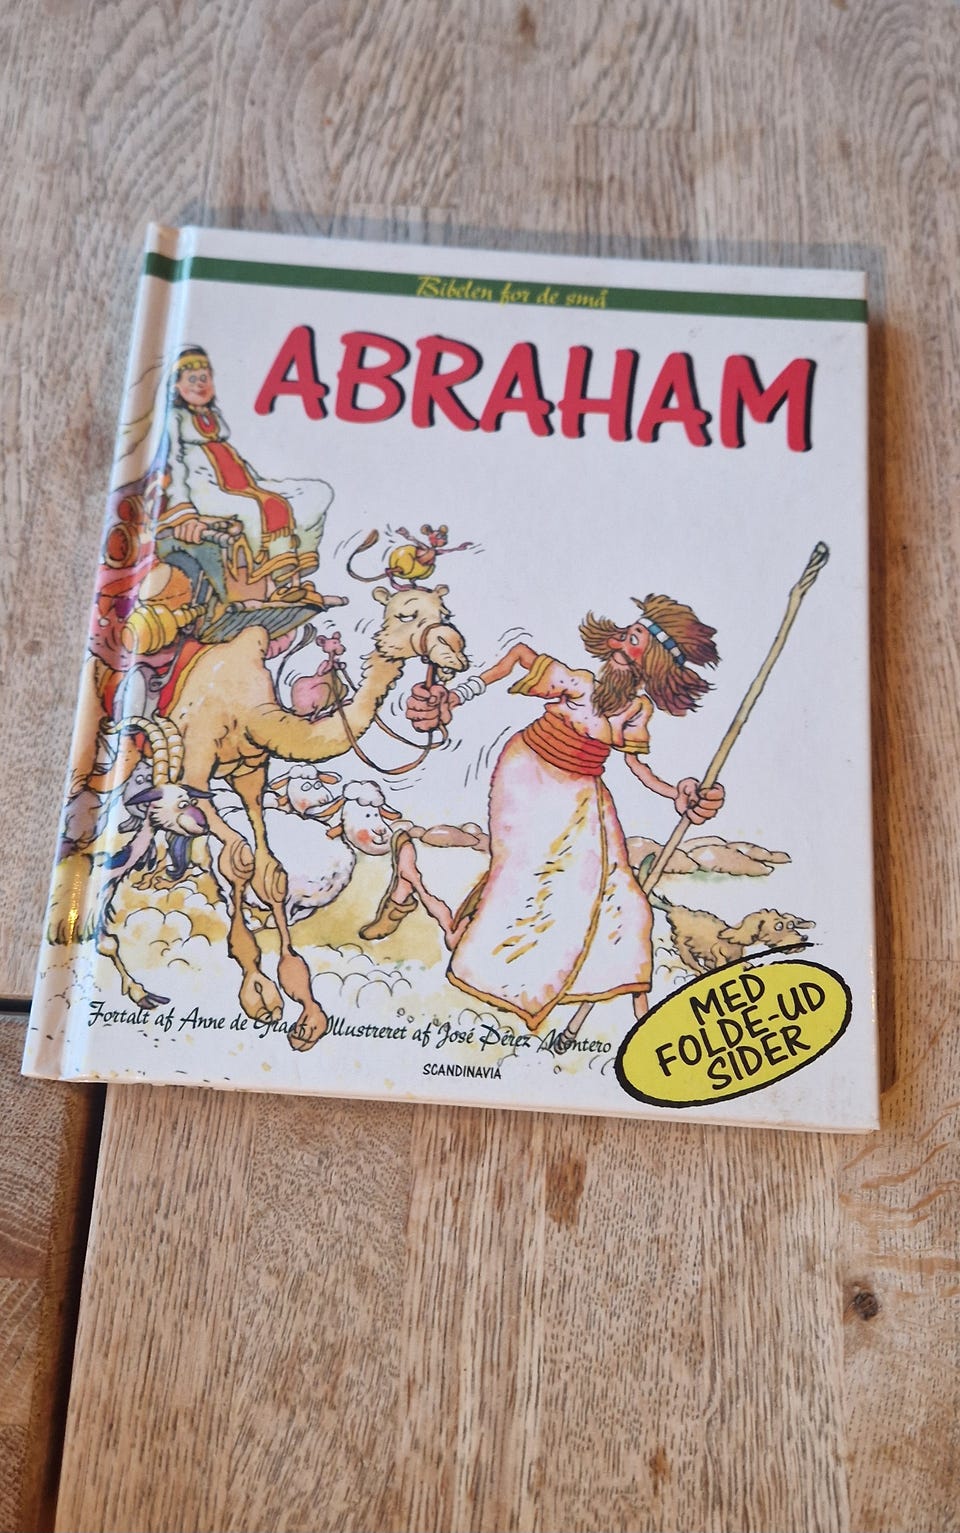 Bibelen for de små
ABRAHAM
Fortalt af Anne de Graaf, Illustreret af José Pérez Montero
SCANDINAVIA
MED
FOLDE-UD
SIDER